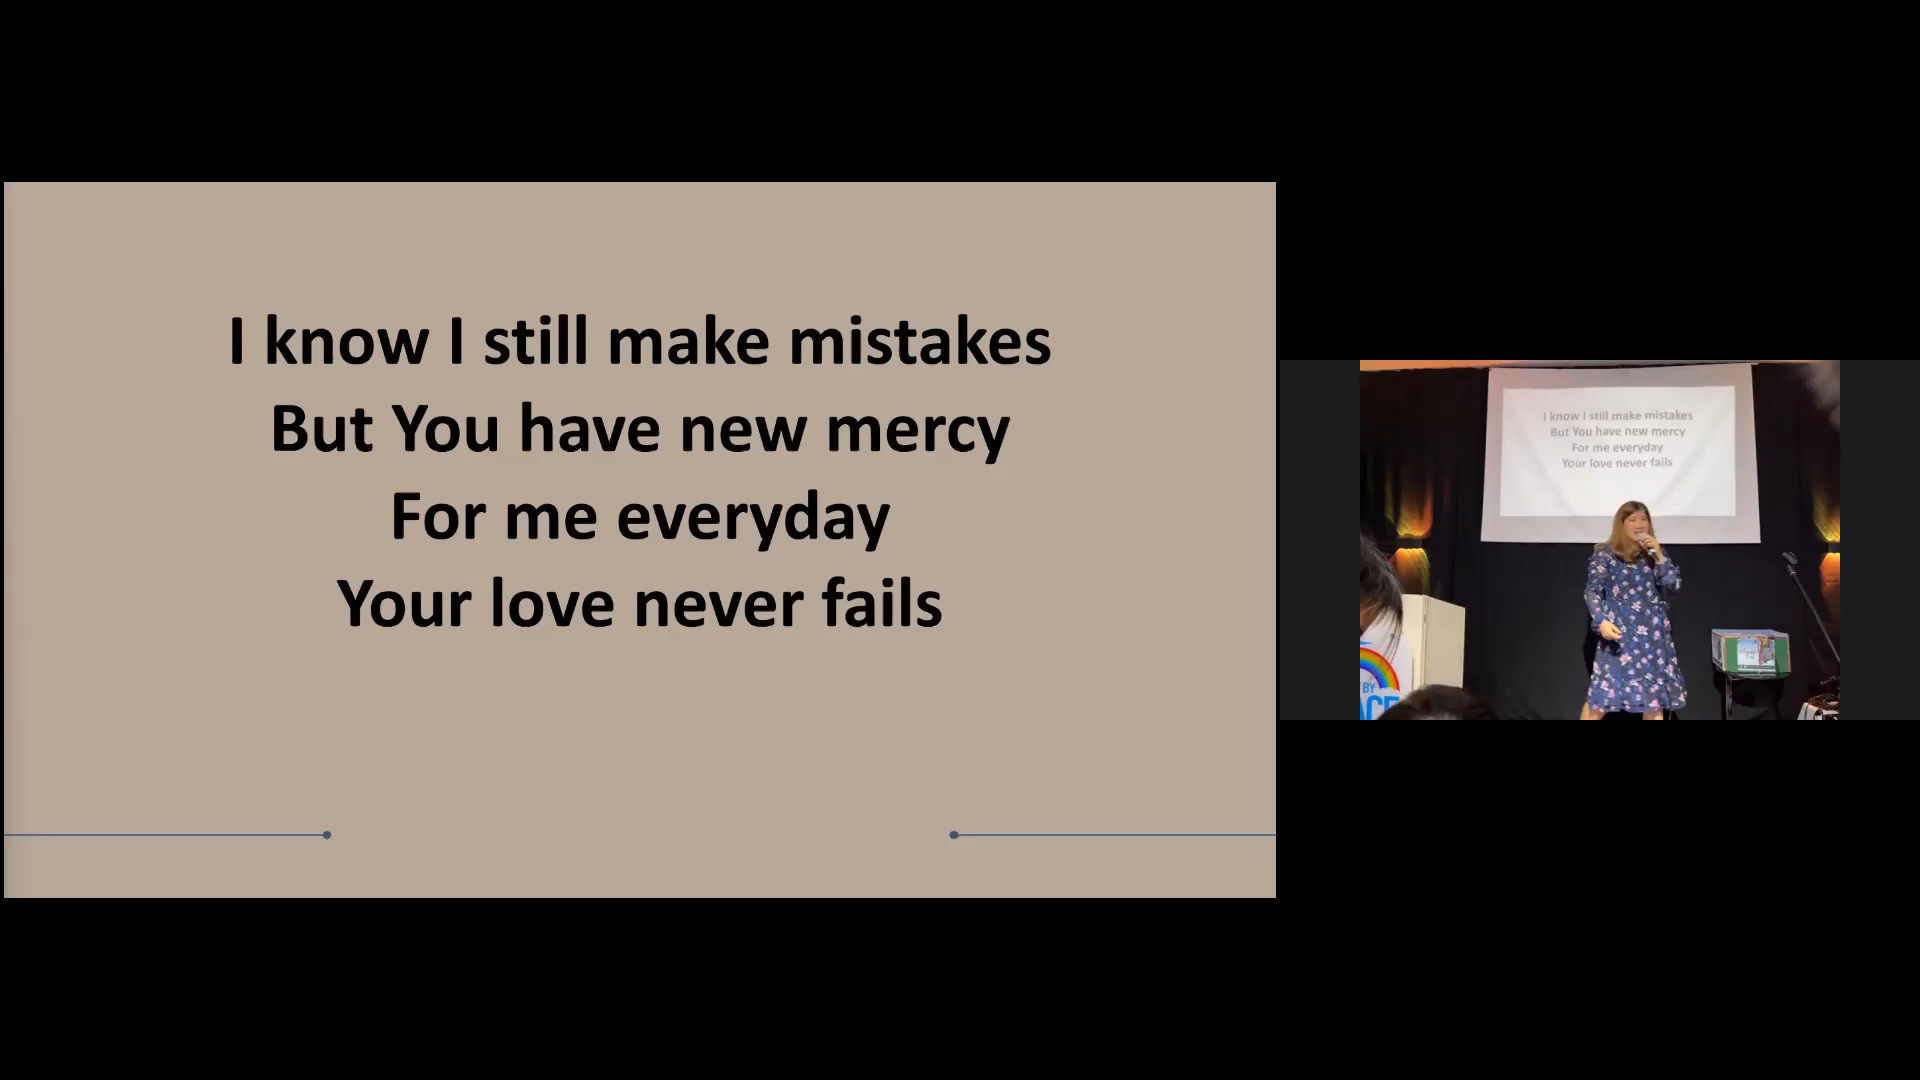 I know I still make mistakes
But You have new mercy
For me everyday
Your love never fails
I know I still make mistakes
But You have new mercy
For me everyday
Your love never fails
BY